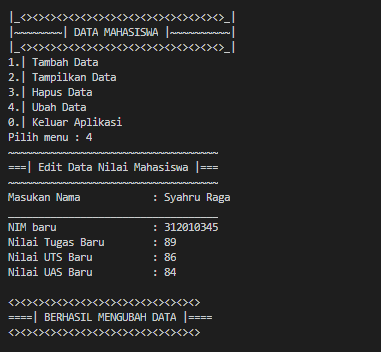 |_<><><><><><><><><><><><><><><><><>_|
|~~~~~~~~| DATA MAHASISWA |~~~~~~~~~~|
|_<><><><><><><><><><><><><><><><><>_|
1.| Tambah Data
2.| Tampilkan Data
3.| Hapus Data
4.| Ubah Data
0.| Keluar Aplikasi
Pilih menu : 4
~~~~~~~~~~~~~~~~~~~~~~~~~~~~~~~~~~~
===| Edit Data Nilai Mahasiswa |===
~~~~~~~~~~~~~~~~~~~~~~~~~~~~~~~~~~~
Masukan Nama            : Syahru Raga
___________________________________
NIM baru                : 312010345
Nilai Tugas Baru        : 89
Nilai UTS Baru          : 86
Nilai UAS Baru          : 84
<><><><><><><><><><><><><><><><>
====| BERHASIL MENGUBAH DATA |====
<><><><><><><><><><><><><><><><>